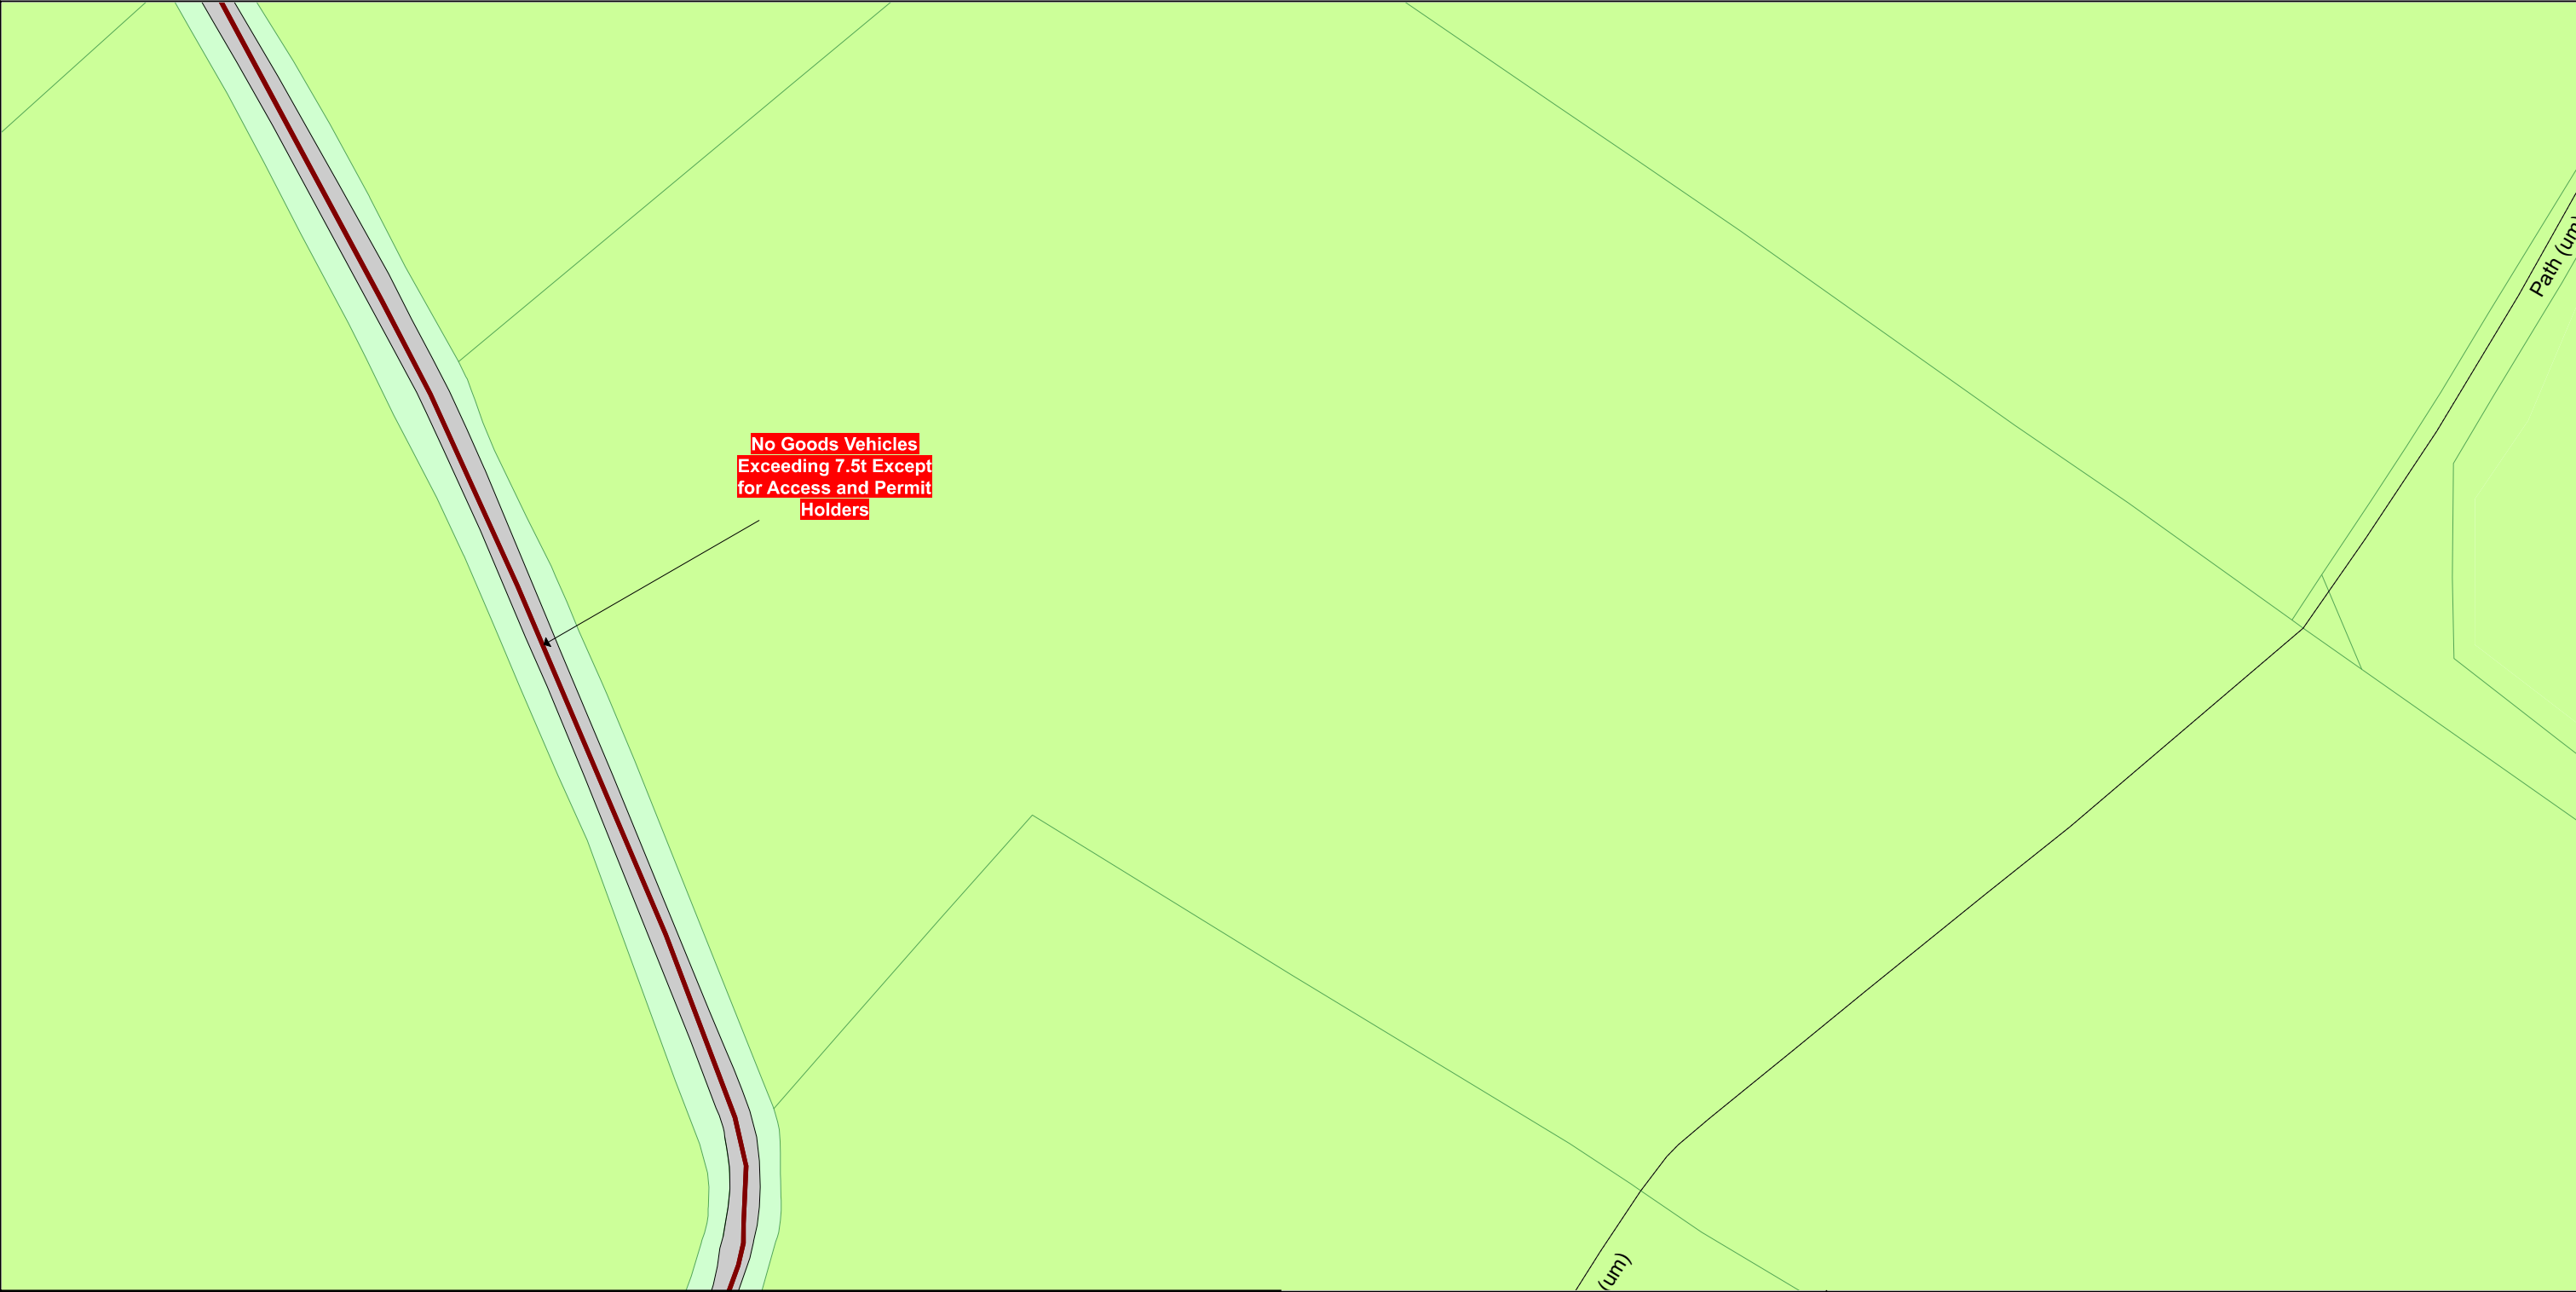 Path (um)
No Goods Vehicles
Exceeding 7.5t Except
for Access and Permit
Holders
(um)